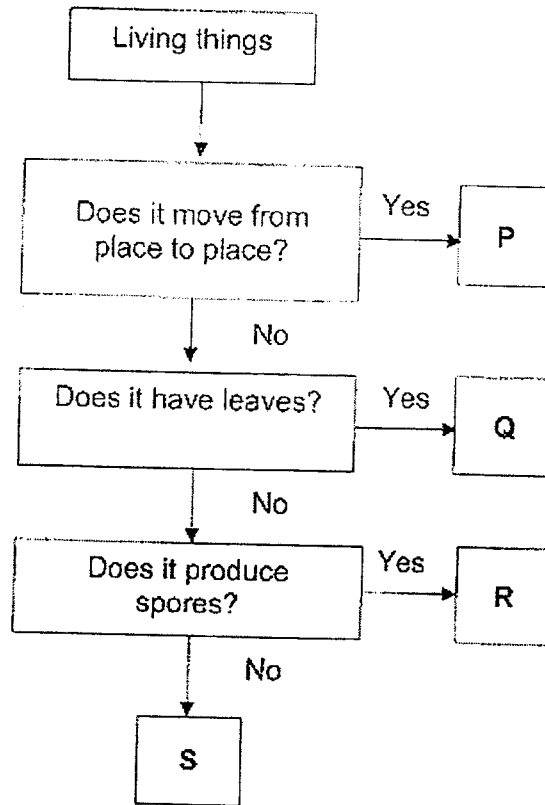 Living things
Does it move from
place to place?
Yes
P
No
Does it have leaves?
Yes
Q
No
Does it produce
spores?
Yes
R
No
S